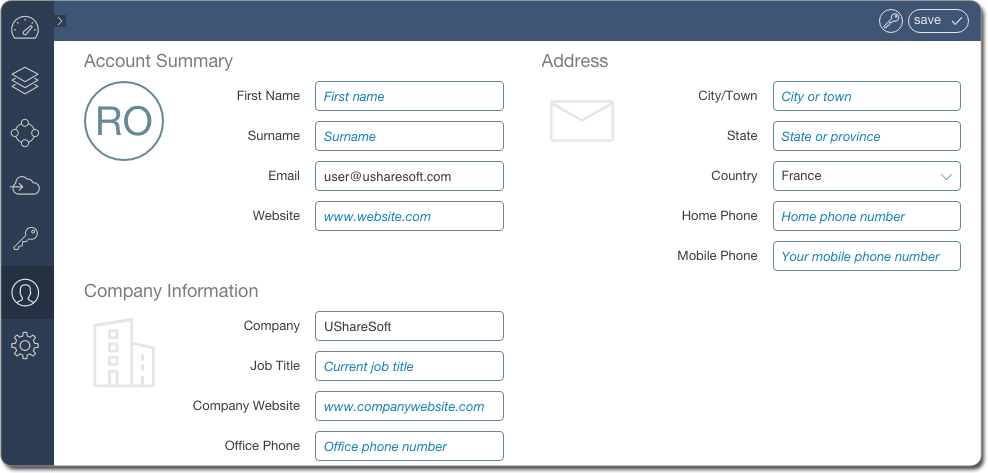 save
Account Summary
RO
First Name First name
Surname Surname
Email user@usharesoft.com
Website www.website.com
Address
City/Town City or town
State State or province
Country France
Home Phone Home phone number
Mobile Phone Your mobile phone number
Company Information
Company UShareSoft
Job Title Current job title
Company Website www.companywebsite.com
Office Phone Office phone number